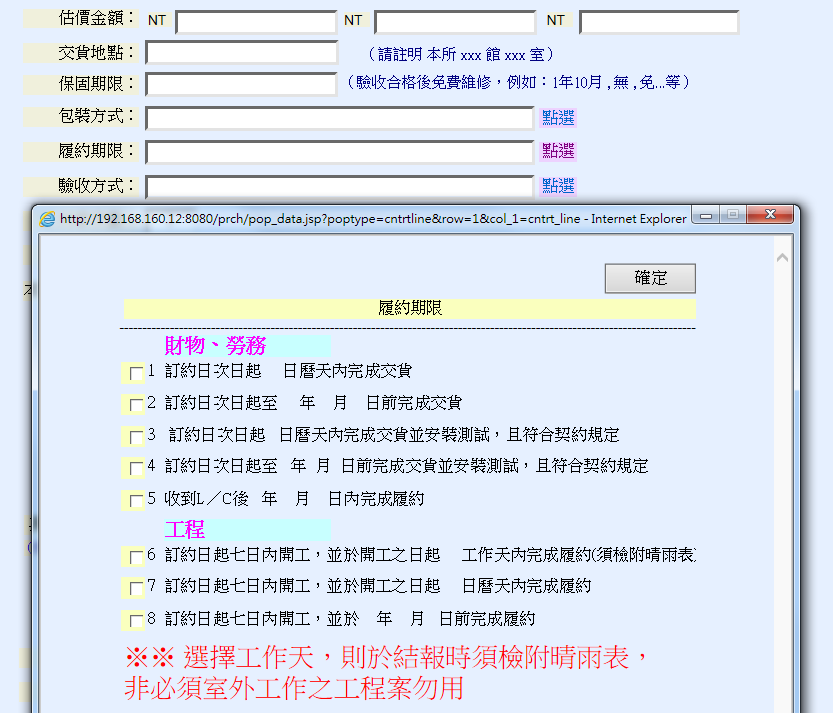 估價金額： NT NT NT
交貨地點： （請註明 本所 xxx 館 xxx 室）
保固期限： （驗收合格後免費維修，例如：1年10月 ,無 ,免...等）
包裝方式： 點選
履約期限： 點選
驗收方式： 點選
http://192.168.160.12:8080/prch/pop_data.jsp?poptype=cntrtline&row=1&col_1=cntrt_line - Internet Explorer
確定
履約期限
財物、勞務
1 訂約日次日起 日曆天內完成交貨
2 訂約日次日起至 年 月 日前完成交貨
3 訂約日次日起 日曆天內完成交貨並安裝測試，且符合契約規定
4 訂約日次日起至 年 月 日前完成交貨並安裝測試，且符合契約規定
5 收到L／C後 年 月 日內完成履約
工程
6 訂約日起七日內開工，並於開工之日起 工作天內完成履約(須檢附晴雨表)
7 訂約日起七日內開工，並於開工之日起 日曆天內完成履約
8 訂約日起七日內開工，並於 年 月 日前完成履約
※※ 選擇工作天，則於結報時須檢附晴雨表，
非必須室外工作之工程案勿用